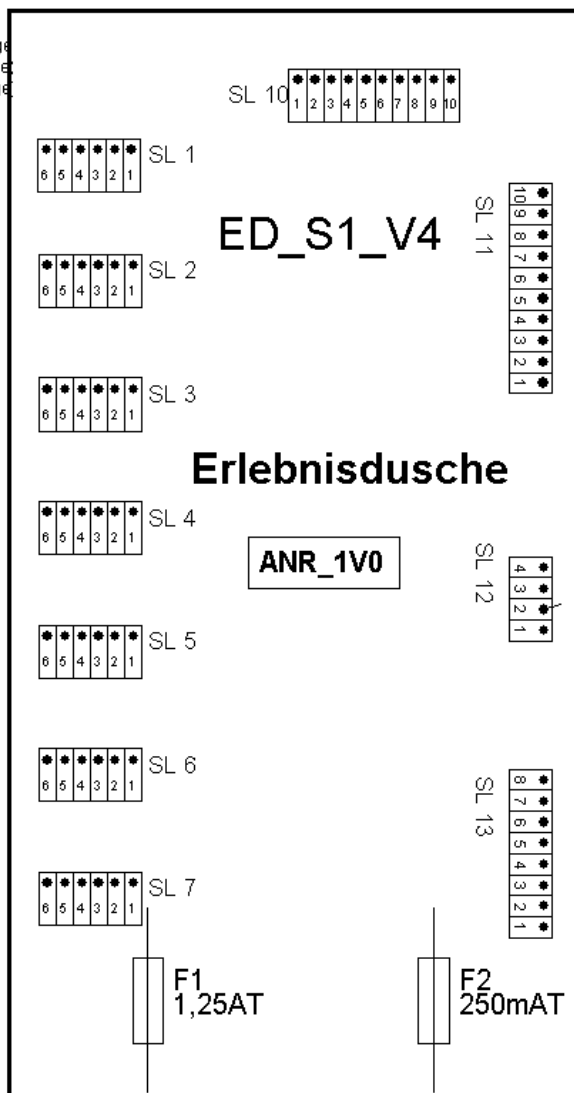 SL 10
1 2 3 4 5 6 7 8 9 10
SL 1
6 5 4 3 2 1
SL 11
10 9 8 7 6 5 4 3 2 1
ED_S1_V4
SL 2
6 5 4 3 2 1
SL 3
6 5 4 3 2 1
Erlebnisdusche
SL 4
6 5 4 3 2 1
ANR_1V0
SL 12
4 3 2 1
SL 5
6 5 4 3 2 1
SL 6
6 5 4 3 2 1
SL 13
8 7 6 5 4 3 2 1
SL 7
6 5 4 3 2 1
F1
1,25AT
F2
250mAT